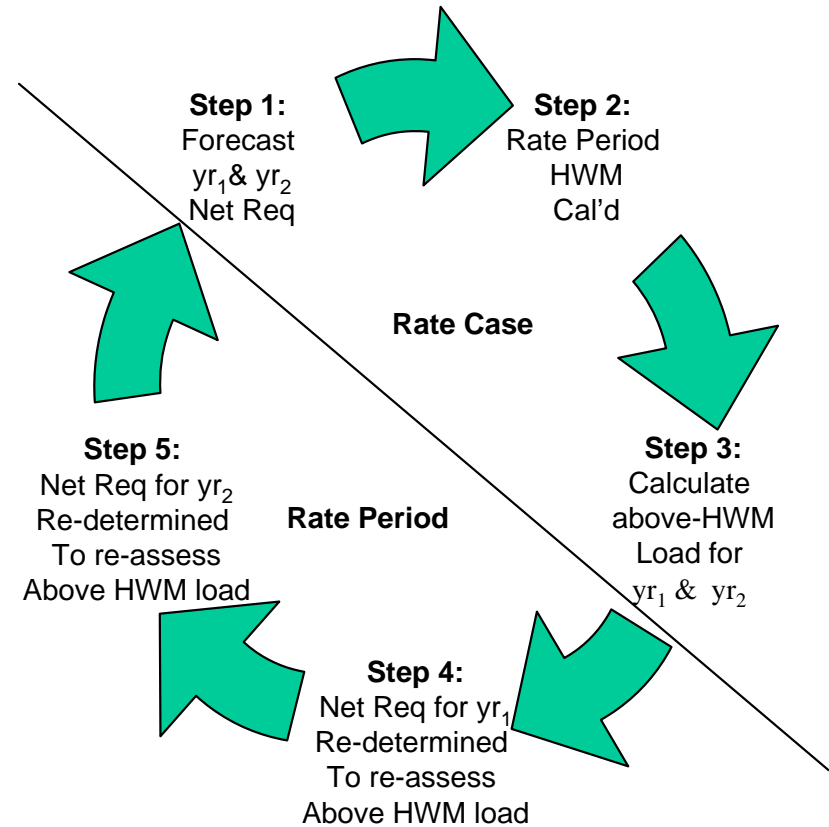 Step 1:
Forecast
yr₁& yr₂
Net Req
Step 2:
Rate Period
HWM
Cal’d
Rate Case
Step 3:
Calculate
above-HWM
Load for
yr₁ & yr₂
Rate Period
Step 4:
Net Req for yr₁
Re-determined
To re-assess
Above HWM load
Step 5:
Net Req for yr₂
Re-determined
To re-assess
Above HWM load